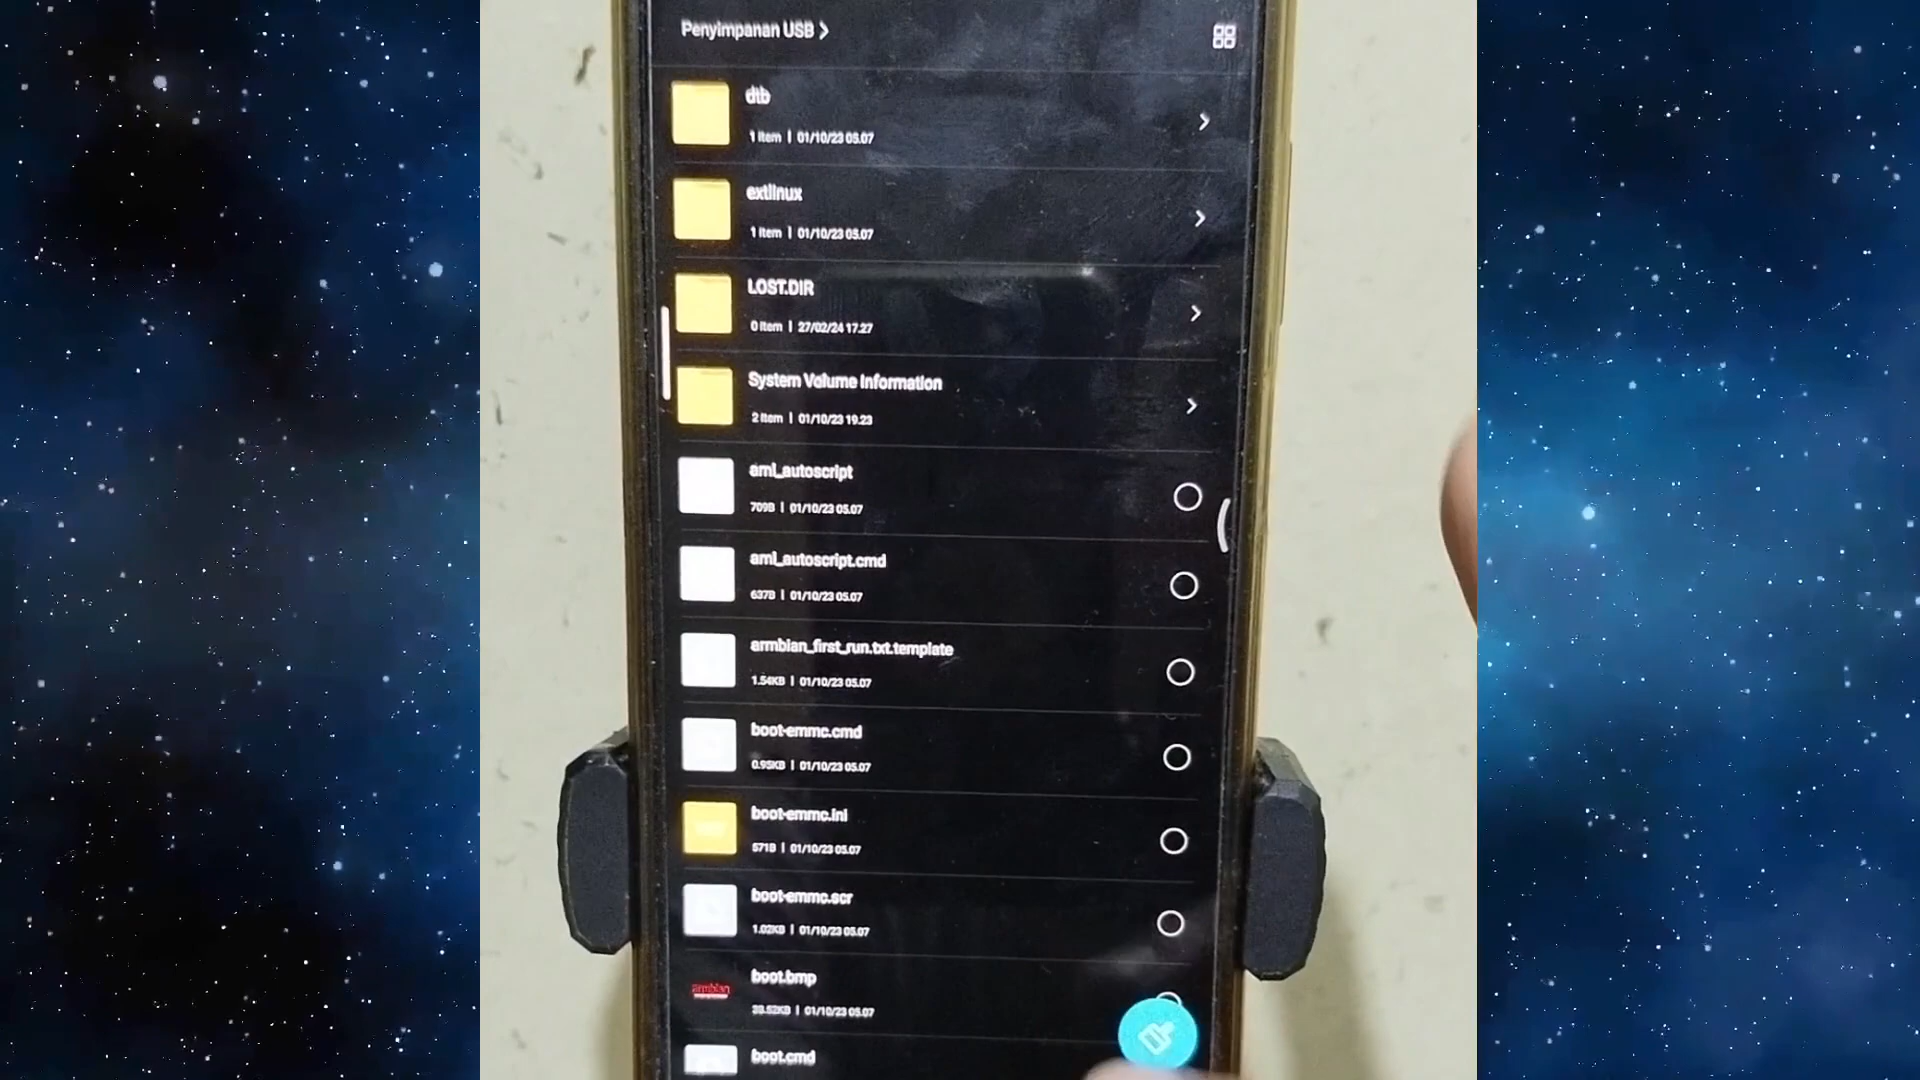 Penyimpanan USB >
dtb
1 item | 01/10/23 05.07
extlinux
1 item | 01/10/23 05.07
LOST.DIR
0 item | 27/02/24 17.27
System Volume Information
2 item | 01/10/23 19.23
aml_autoscript
709B | 01/10/23 05.07
aml_autoscript.cmd
637B | 01/10/23 05.07
armbian_first_run.txt.template
1.54KB | 01/10/23 05.07
boot-emmc.cmd
0.95KB | 01/10/23 05.07
boot-emmc.ini
571B | 01/10/23 05.07
boot-emmc.scr
1.02KB | 01/10/23 05.07
armbian
boot.bmp
01/10/23 05.07
boot.cmd